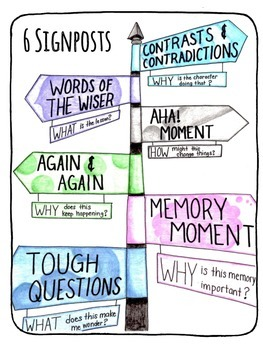 6 SIGNPOSTS
CONTRASTS &
CONTRADICTIONS
WHY is the character
doing that?
WORDS OF
THE WISER
WHAT is the lesson?
AHA!
MOMENT
HOW might this
change things?
AGAIN &
AGAIN
WHY does this
keep happening?
MEMORY
MOMENT
WHY is this memory
important?
TOUGH
QUESTIONS
WHAT does this make
me wonder?